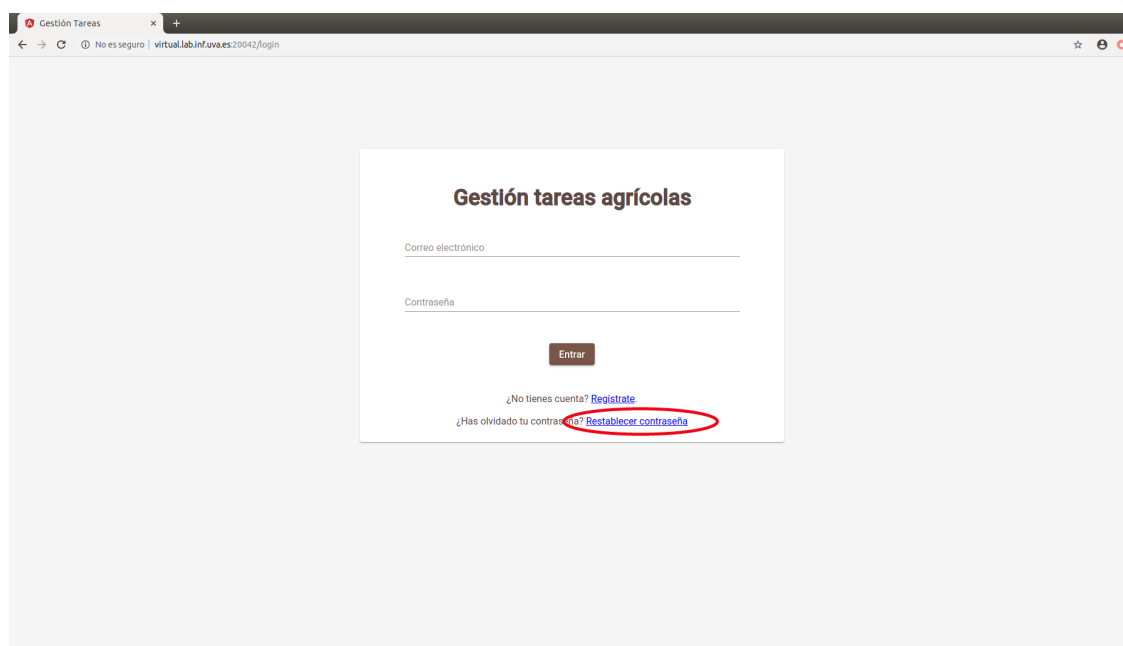 Gestión Tareas
No es seguro | virtual.lab.inf.uva.es:20042/login
Gestión tareas agrícolas
Correo electrónico
Contraseña
Entrar
¿No tienes cuenta? Regístrate.
¿Has olvidado tu contraseña? Restablecer contraseña